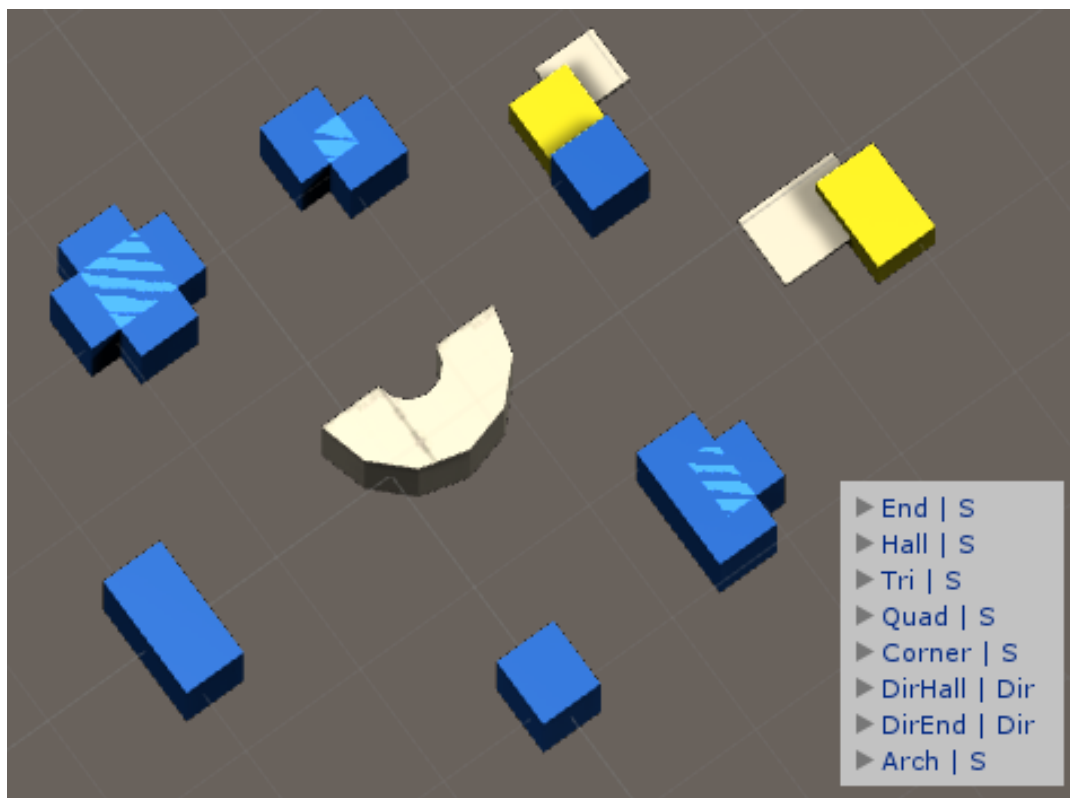 End | S
Hall | S
Tri | S
Quad | S
Corner | S
DirHall | Dir
DirEnd | Dir
Arch | S